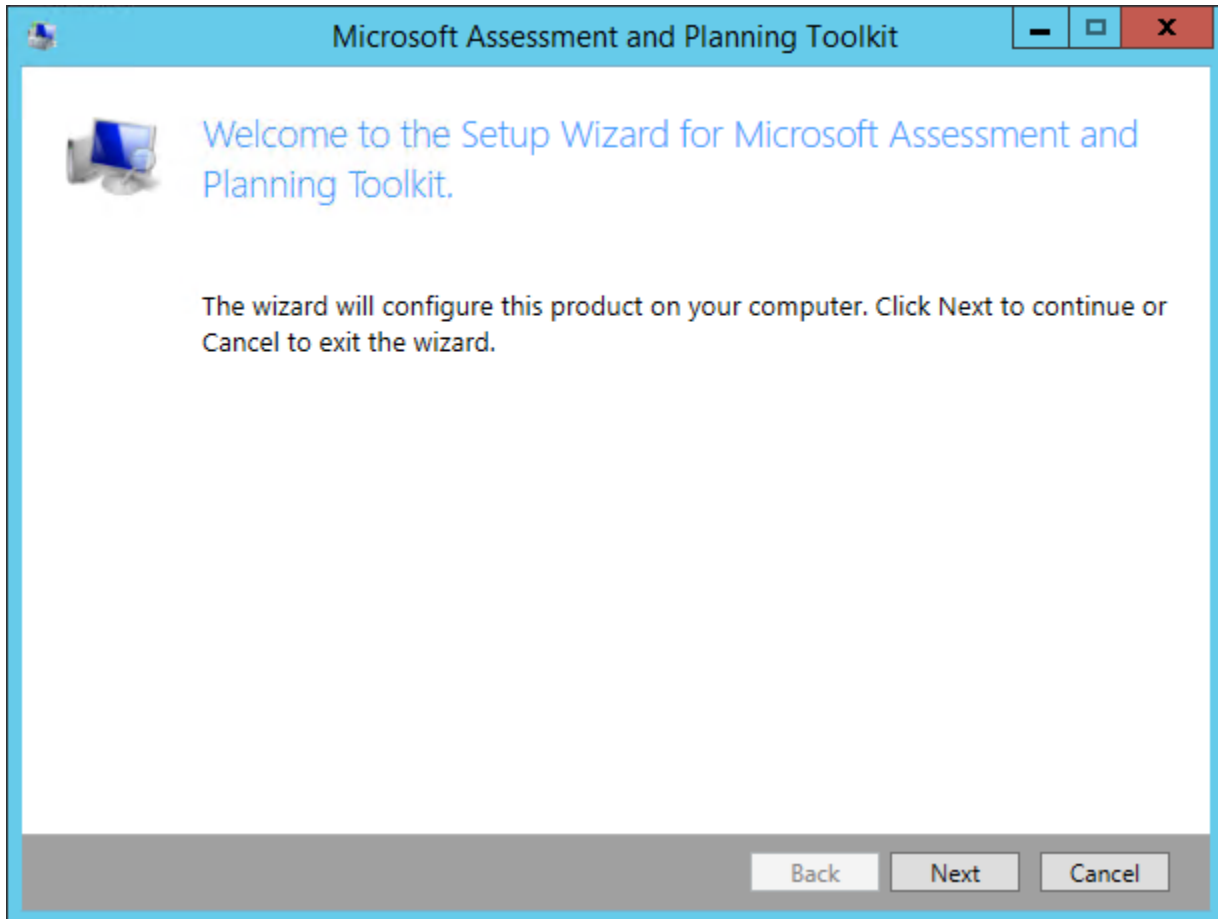 Microsoft Assessment and Planning Toolkit
Welcome to the Setup Wizard for Microsoft Assessment and
Planning Toolkit.
The wizard will configure this product on your computer. Click Next to continue or
Cancel to exit the wizard.
Back Next Cancel